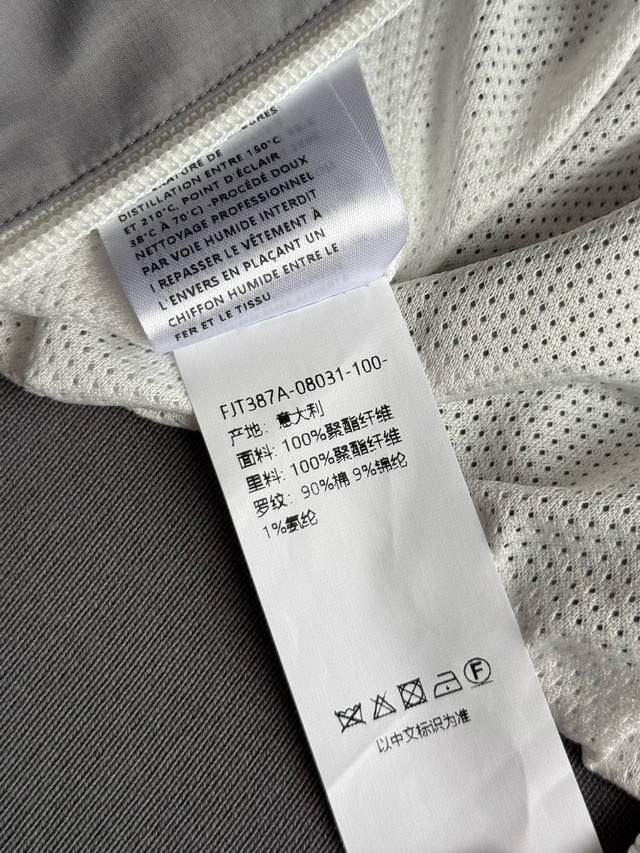 DISTILLATION ENTRE 150°C
ET 210°C, POINT D'ÉCLAIR
38°C À 70°C) -PROCÉDÉ DOUX
NETTOYAGE PROFESSIONNEL
PAR VOIE HUMIDE INTERDIT
I REPASSER LE VÊTEMENT À
L'ENVERS EN PLAÇANT UN
CHIFFON HUMIDE ENTRE LE
FER ET LE TISSU.
FJT387A-08031-100-
产地: 意大利
面料: 100%聚酯纤维
里料: 100%聚酯纤维
罗纹: 90%棉 9%锦纶
1%氨纶
F
以中文标识为准